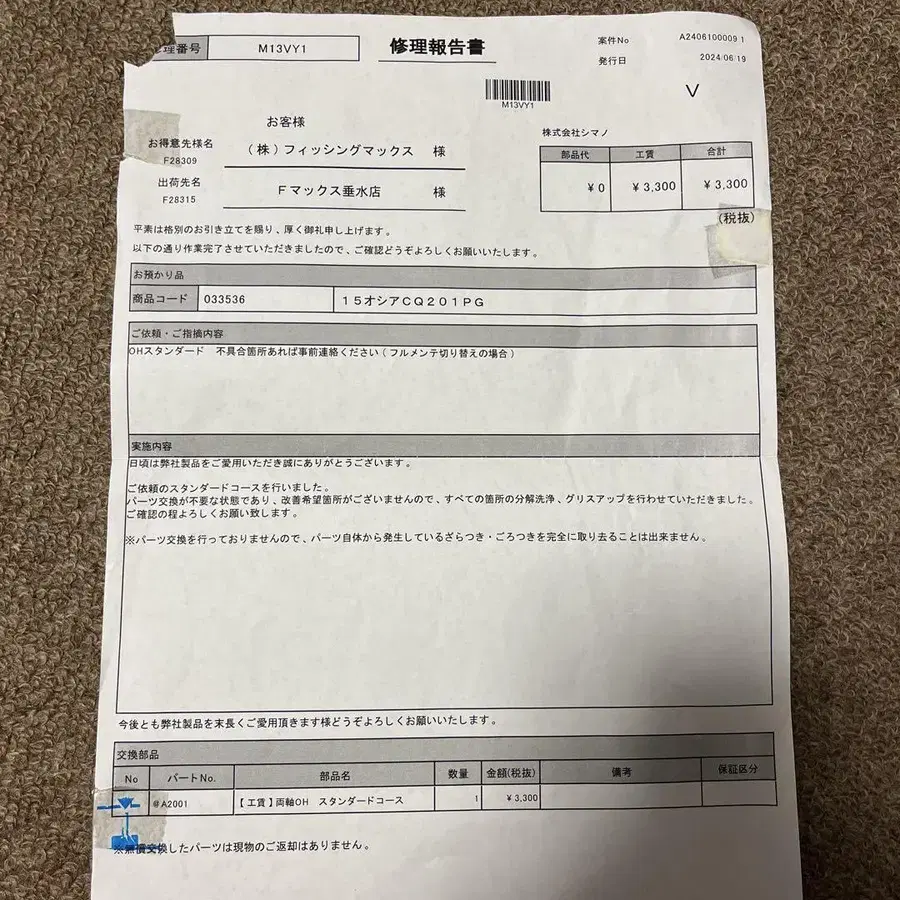 修理番号 M13VY1
修理報告書
案件No A2406100009 1
発行日 2024/06/19
M13VY1
V
お客様
お得意先様名 (株)フィッシングマックス 様
F28309
出荷先名 Fマックス垂水店 様
F28315
株式会社シマノ
部品代 工賃 合計
¥0 ¥3,300 ¥3,300
(税抜)
平素は格別のお引き立てを賜り、厚く御礼申し上げます。
以下の通り作業完了させていただきましたので、ご確認どうぞよろしくお願いいたします。
お預かり品
商品コード 033536 15オシアCQ201PG
ご依頼・ご指摘内容
OHスタンダード 不具合箇所あれば事前連絡ください(フルメンテ切り替えの場合)
実施内容
日頃は弊社製品をご愛用いただき誠にありがとうございます。
ご依頼のスタンダードコースを行いました。
パーツ交換が不要な状態であり、改善希望箇所がございませんので、すべての箇所の分解洗浄、グリスアップを行わせていただきました。
ご確認の程よろしくお願い致します。
※パーツ交換を行っておりませんので、パーツ自体から発生しているざらつき・ごろつきを完全に取り去ることは出来ません。
今後とも弊社製品を末長くご愛用頂きます様どうぞよろしくお願いいたします。
交換部品
No パートNo. 部品名 数量 金額(税抜) 備考 保証区分
@A2001 【工賃】両軸OH スタンダードコース 1 ¥3,300
※無償交換したパーツは現物のご返却はありません。